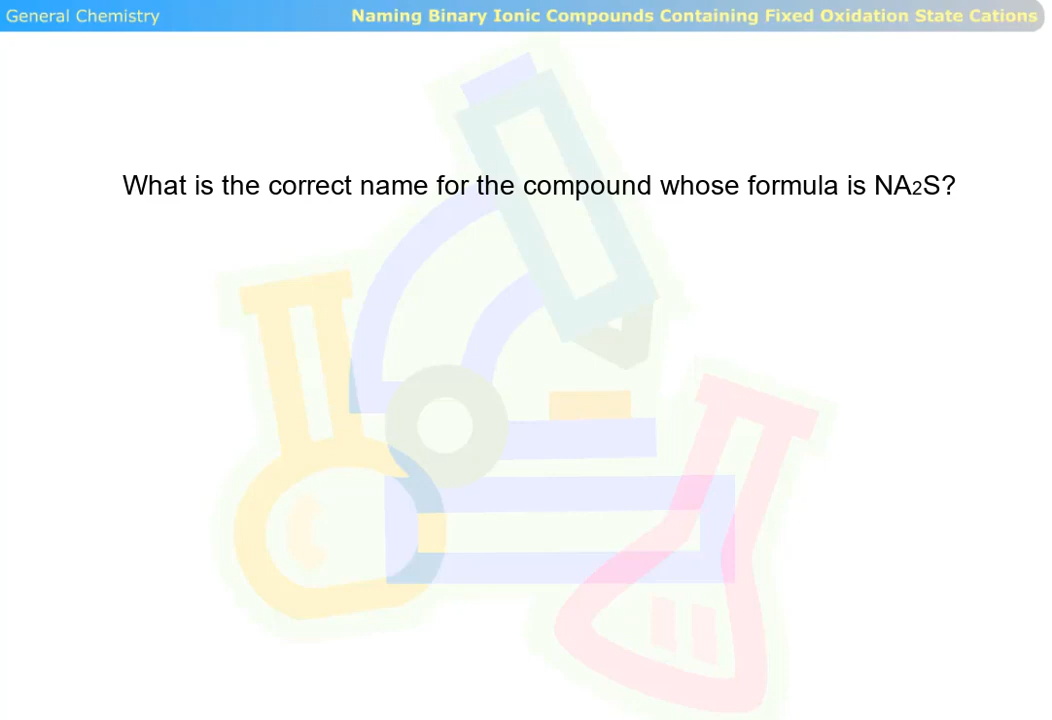 General Chemistry
Naming Binary Ionic Compounds Containing Fixed Oxidation State Cations
What is the correct name for the compound whose formula is NA2S?